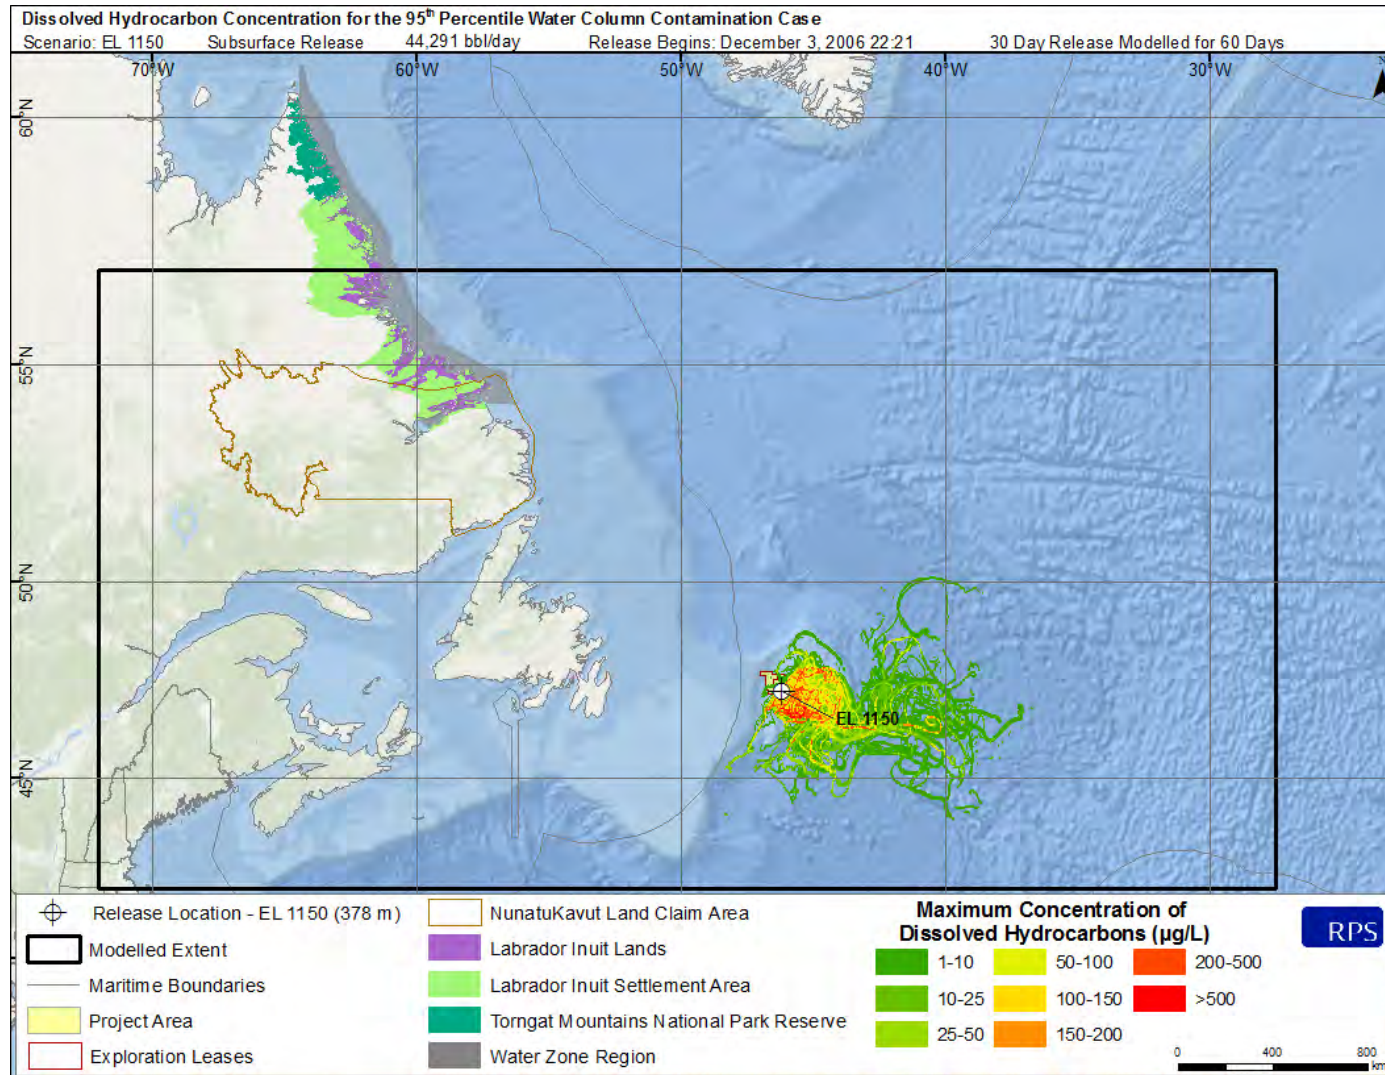 Dissolved Hydrocarbon Concentration for the 95th Percentile Water Column Contamination Case
Scenario: EL 1150 Subsurface Release 44,291 bbl/day Release Begins: December 3, 2006 22:21 30 Day Release Modelled for 60 Days
70°W 60°W 50°W 40°W 30°W
60°N
55°N
50°N
45°N
EL 1150
Release Location - EL 1150 (378 m)
Modelled Extent
Maritime Boundaries
Project Area
Exploration Leases
NunatuKavut Land Claim Area
Labrador Inuit Lands
Labrador Inuit Settlement Area
Torngat Mountains National Park Reserve
Water Zone Region
Maximum Concentration of
Dissolved Hydrocarbons (µg/L)
1-10 50-100 200-500
10-25 100-150 >500
25-50 150-200
RPS
0 400 800
km